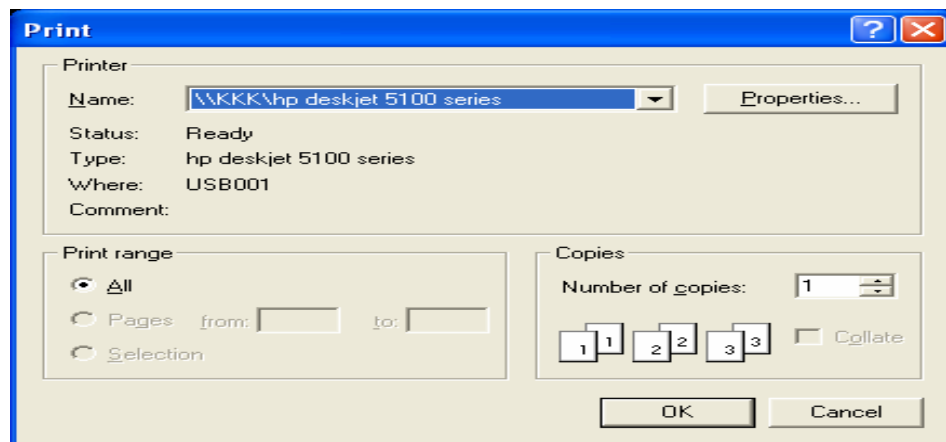 Print
Printer
Name: \\KKK\hp deskjet 5100 series Properties...
Status: Ready
Type: hp deskjet 5100 series
Where: USB001
Comment:
Print range
All
Pages from: to:
Selection
Copies
Number of copies: 1
1 1 2 2 3 3 Collate
OK Cancel